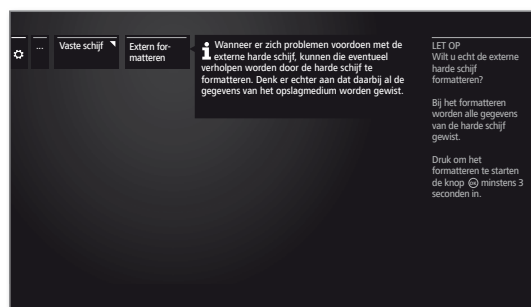 ...
Vaste schijf
Extern for-
matteren
Wanneer er zich problemen voordoen met de
externe harde schijf, kunnen die eventueel
verholpen worden door de harde schijf te
formatteren. Denk er echter aan dat daarbij al de
gegevens van het opslagmedium worden gewist.
LET OP
Wilt u echt de externe
harde schijf
formatteren?
Bij het formatteren
worden alle gegevens
van de harde schijf
gewist.
Druk om het
formatteren te starten
de knop OK minstens 3
seconden in.